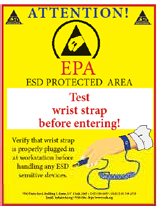 ATTENTION!
EPA
ESD PROTECTED AREA
Test
wrist strap
before entering!
Verify that wrist strap
is properly plugged in
at workstation before
handling any ESD
sensitive devices.